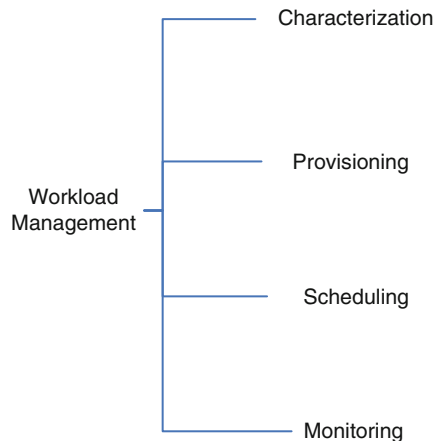 Characterization
Provisioning
Workload
Management
Scheduling
Monitoring